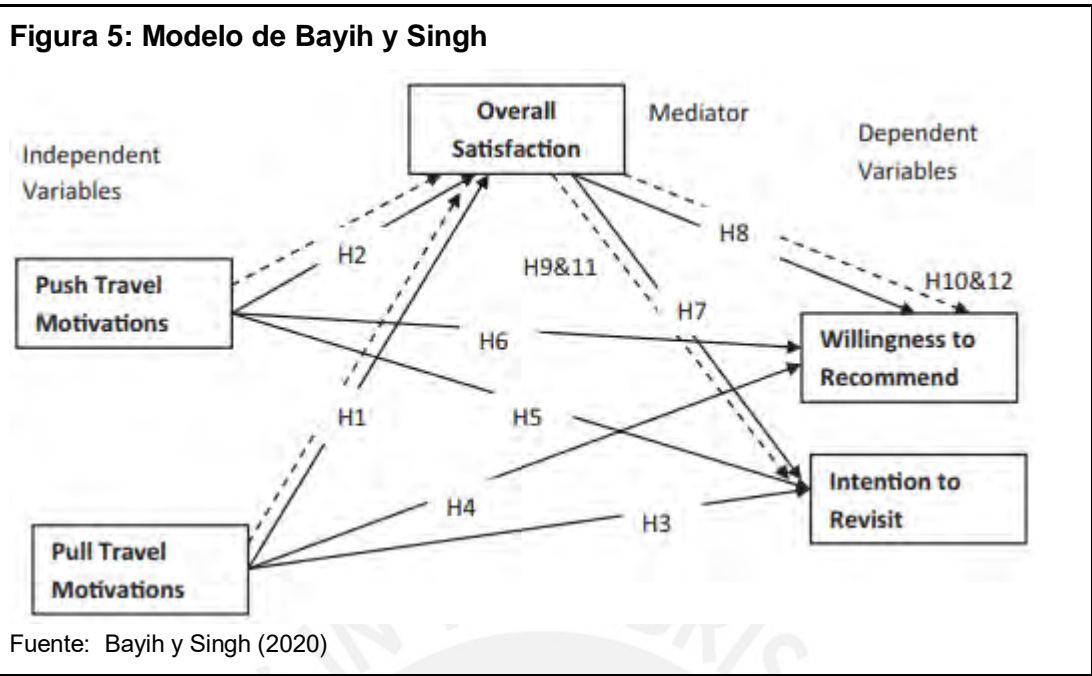 Figura 5: Modelo de Bayih y Singh
Overall
Satisfaction
Mediator
Dependent
Variables
Independent
Variables
H2
H8
H9&11
H10&12
Push Travel
Motivations
H7
H6
Willingness to
Recommend
H1
H5
Intention to
Revisit
H4
H3
Pull Travel
Motivations
Fuente: Bayih y Singh (2020)